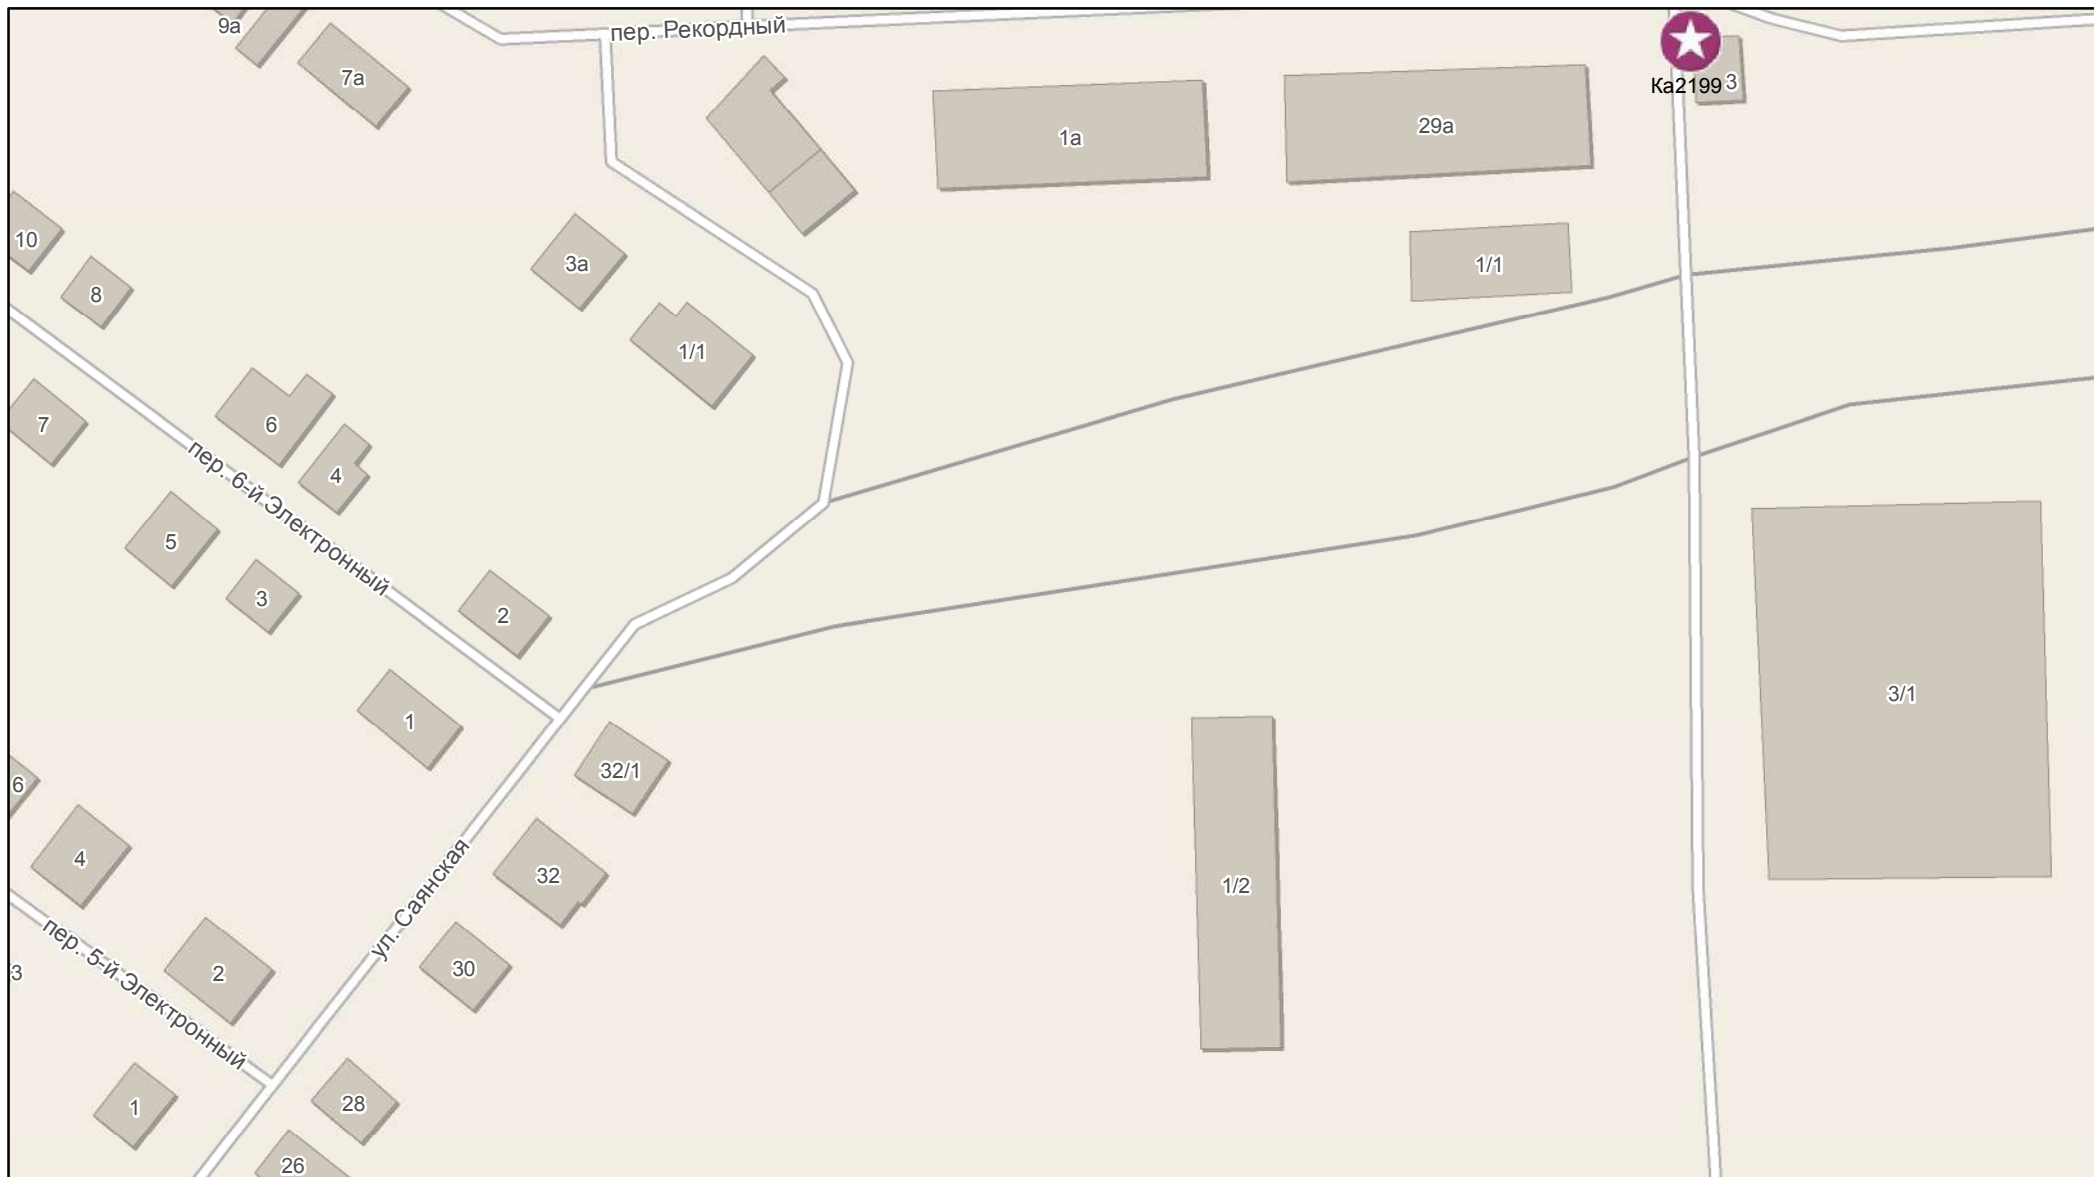 9а
пер. Рекордный
7а
Ка2199
3
1а
29а
10
3а
1/1
8
1/1
7
6
4
пер. 6-й Электронный
5
3
2
3/1
1
32/1
6
4
32
1/2
ул. Саянская
пер. 5-й Электронный
30
3
2
1
28
26